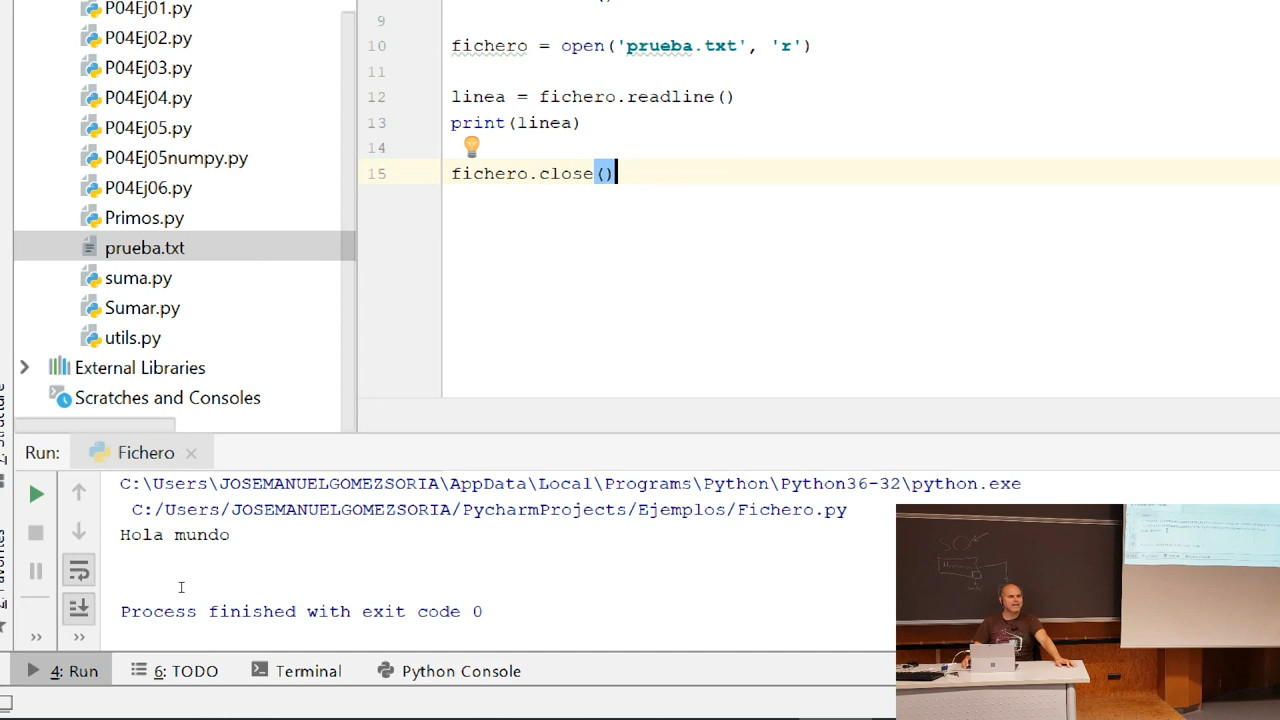 P04Ej01.py
P04Ej02.py
P04Ej03.py
P04Ej04.py
P04Ej05.py
P04Ej05numpy.py
P04Ej06.py
Primos.py
prueba.txt
suma.py
Sumar.py
utils.py
External Libraries
Scratches and Consoles
9
10 fichero = open('prueba.txt', 'r')
11
12 linea = fichero.readline()
13 print(linea)
14
15 fichero.close()
Run: Fichero
C:\Users\JOSEMANUELGOMEZSORIA\AppData\Local\Programs\Python\Python36-32\python.exe
C:/Users/JOSEMANUELGOMEZSORIA/PycharmProjects/Ejemplos/Fichero.py
Hola mundo
Process finished with exit code 0
4: Run 6: TODO Terminal Python Console
SO